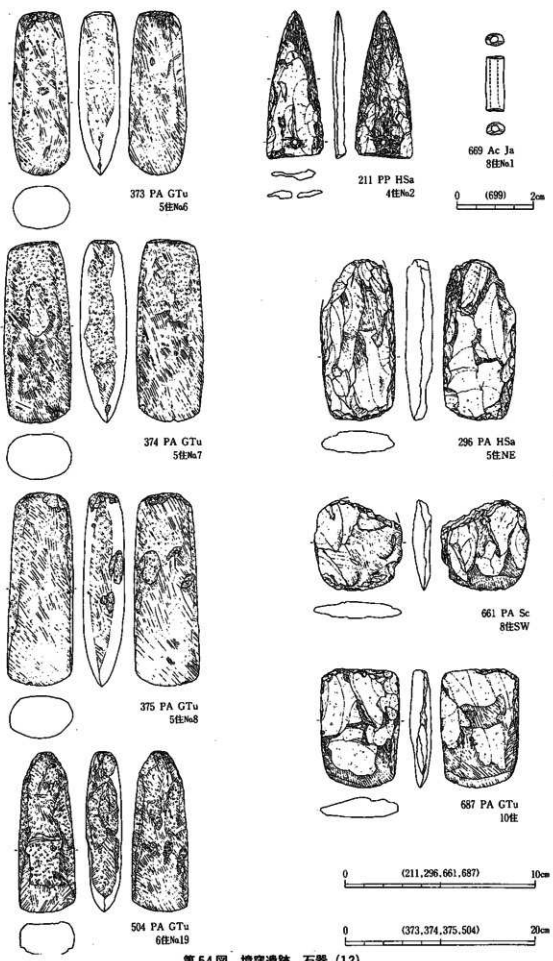 373 PA GTu
5住No6
211 PP HSa
4住No2
669 Ac Ja
8住No1
0 (699) 2cm
374 PA GTu
5住No7
296 PA HSa
5住NE
375 PA GTu
5住No8
661 PA Sc
8住SW
687 PA GTu
10住
504 PA GTu
6住No19
0 (211,296,661,687) 10cm
0 (373,374,375,504) 20cm
第54図 境窪遺跡 石器 (12)